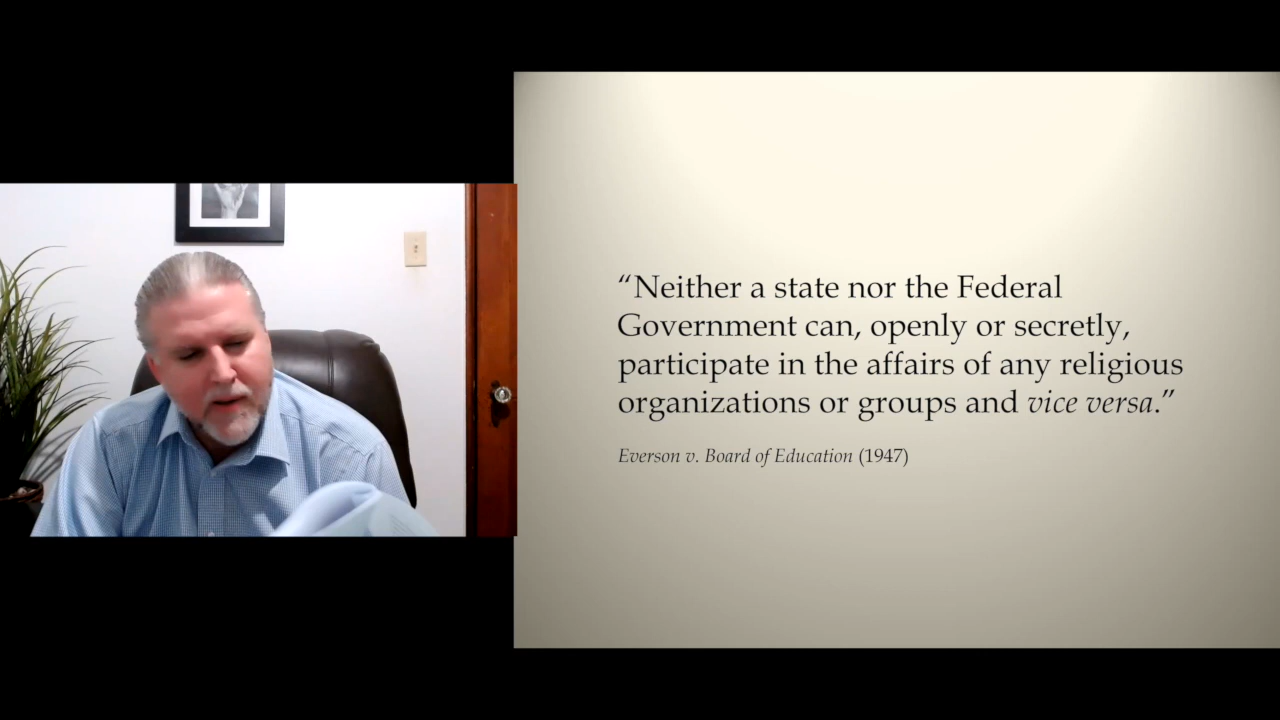 “Neither a state nor the Federal
Government can, openly or secretly,
participate in the affairs of any religious
organizations or groups and vice versa.”
Everson v. Board of Education (1947)